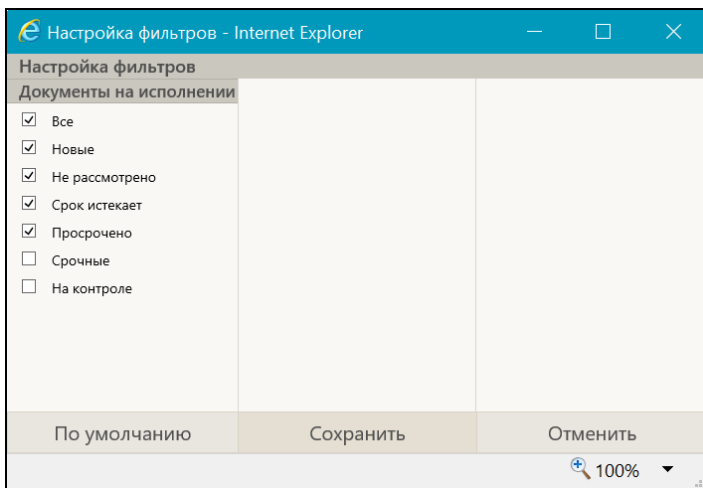 Настройка фильтров - Internet Explorer
Настройка фильтров
Документы на исполнении
Все
Новые
Не рассмотрено
Срок истекает
Просрочено
Срочные
На контроле
По умолчанию Сохранить Отменить
100%